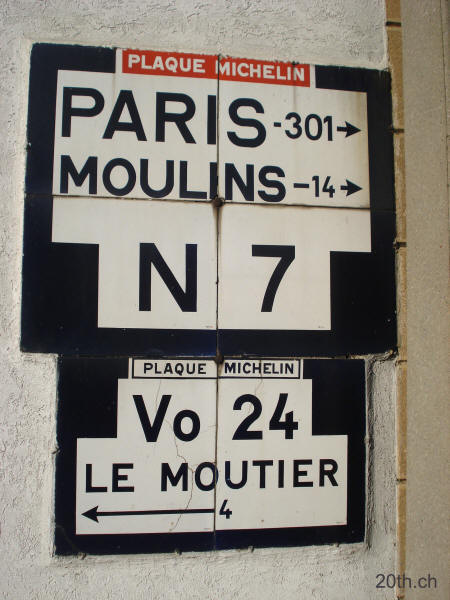 PLAQUE MICHELIN
PARIS -301→
MOULINS -14→
N 7
PLAQUE MICHELIN
Vo 24
LE MOUTIER
← 4
20th.ch